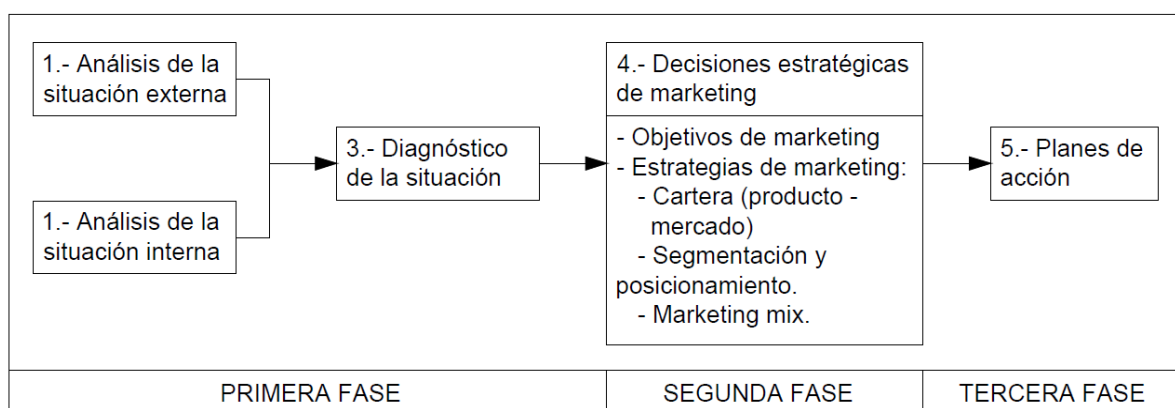 1.- Análisis de la
situación externa
1.- Análisis de la
situación interna
3.- Diagnóstico
de la situación
4.- Decisiones estratégicas
de marketing
- Objetivos de marketing
- Estrategias de marketing:
- Cartera (producto -
mercado)
- Segmentación y
posicionamiento.
- Marketing mix.
5.- Planes de
acción
PRIMERA FASE
SEGUNDA FASE
TERCERA FASE